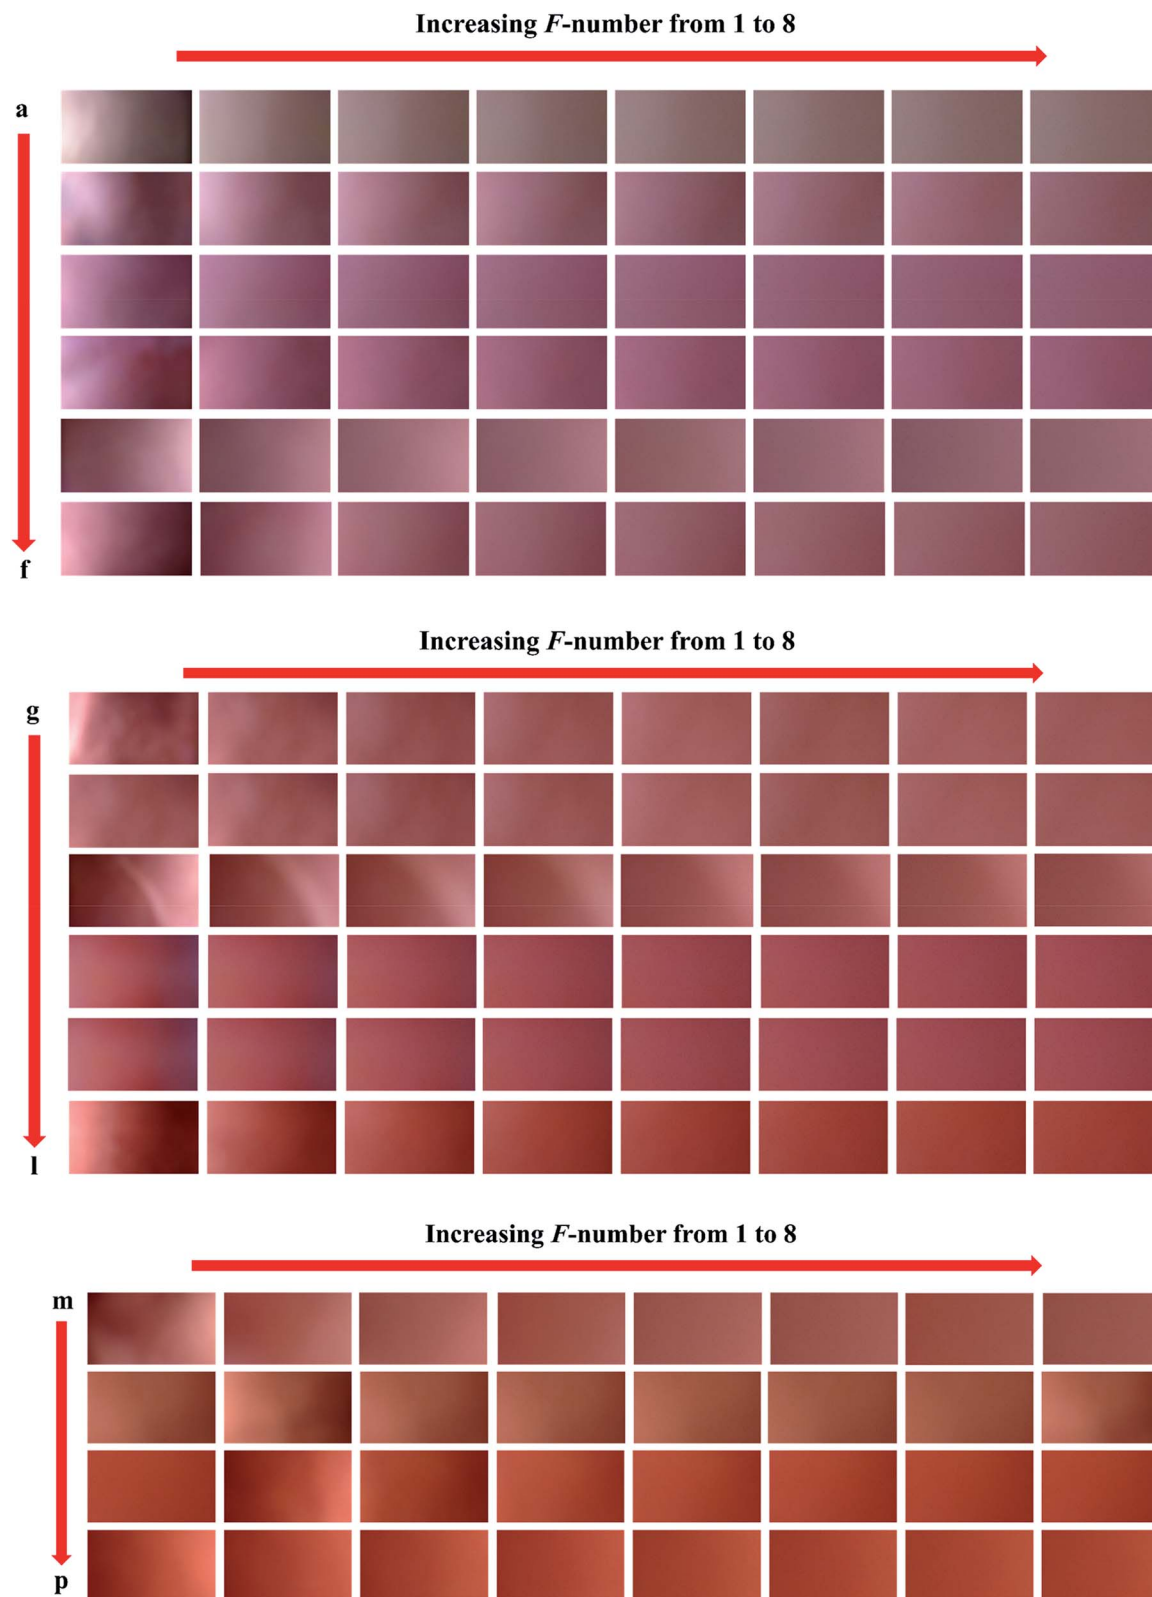 Increasing F-number from 1 to 8
a
f
Increasing F-number from 1 to 8
g
l
Increasing F-number from 1 to 8
m
p